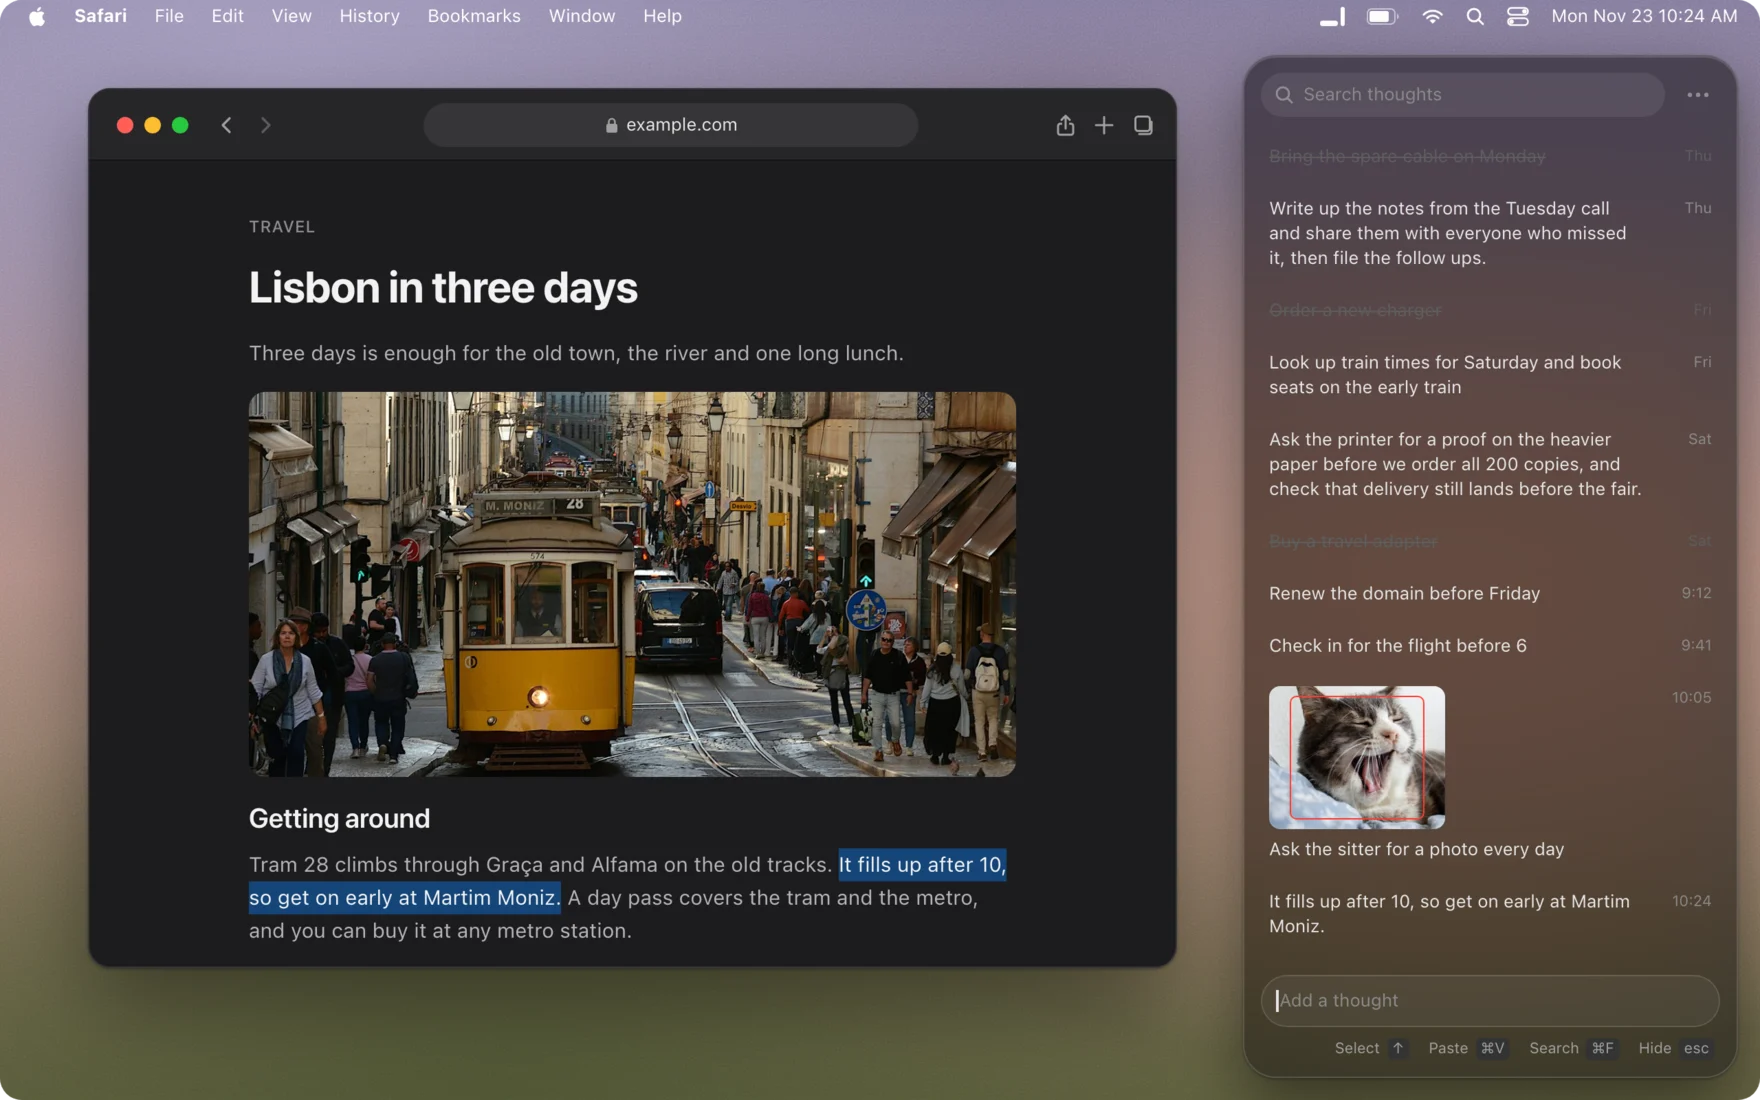 Safari File Edit View History Bookmarks Window Help
Mon Nov 23 10:24 AM
example.com
TRAVEL
Lisbon in three days
Three days is enough for the old town, the river and one long lunch.
M. MONIZ 28
574
Desvio
Getting around
Tram 28 climbs through Graça and Alfama on the old tracks. It fills up after 10,
so get on early at Martim Moniz. A day pass covers the tram and the metro,
and you can buy it at any metro station.
Search thoughts
Bring the spare cable on Monday Thu
Write up the notes from the Tuesday call Thu
and share them with everyone who missed
it, then file the follow ups.
Order a new charger Fri
Look up train times for Saturday and book Fri
seats on the early train
Ask the printer for a proof on the heavier Sat
paper before we order all 200 copies, and
check that delivery still lands before the fair.
Buy a travel adapter Sat
Renew the domain before Friday 9:12
Check in for the flight before 6 9:41
10:05
Ask the sitter for a photo every day
It fills up after 10, so get on early at Martim 10:24
Moniz.
Add a thought
Select ↑ Paste ⌘V Search ⌘F Hide esc